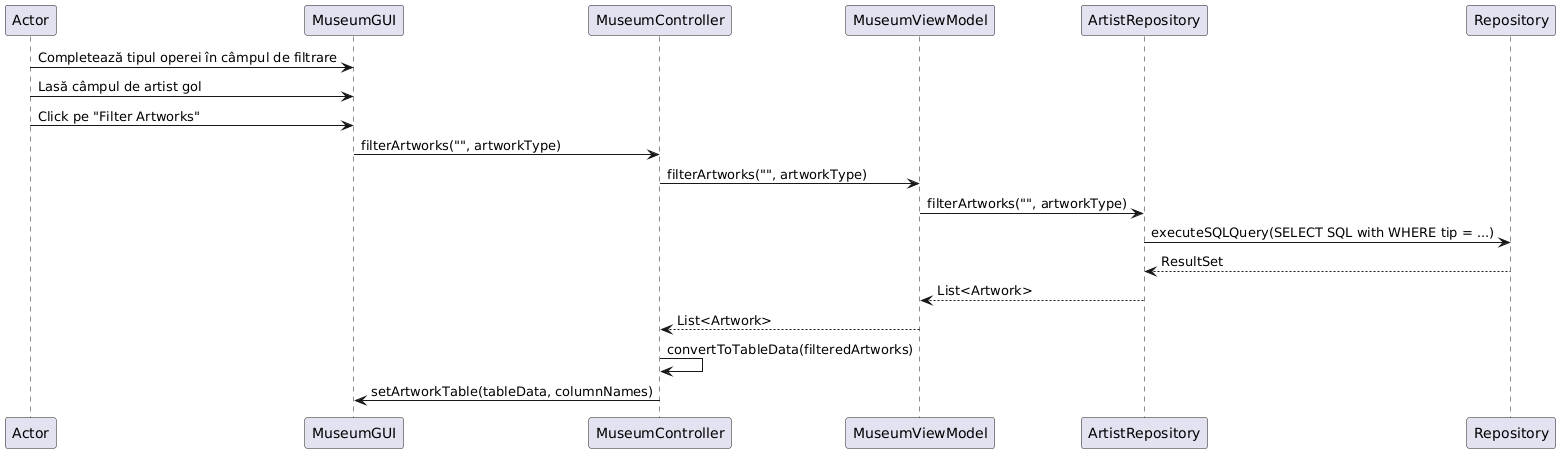 Actor
MuseumGUI
MuseumController
MuseumViewModel
ArtistRepository
Repository
Completează tipul operei în câmpul de filtrare
Lasă câmpul de artist gol
Click pe "Filter Artworks"
filterArtworks("", artworkType)
filterArtworks("", artworkType)
filterArtworks("", artworkType)
executeSQLQuery(SELECT SQL with WHERE tip = ...)
ResultSet
List<Artwork>
List<Artwork>
convertToTableData(filteredArtworks)
setArtworkTable(tableData, columnNames)
Actor
MuseumGUI
MuseumController
MuseumViewModel
ArtistRepository
Repository